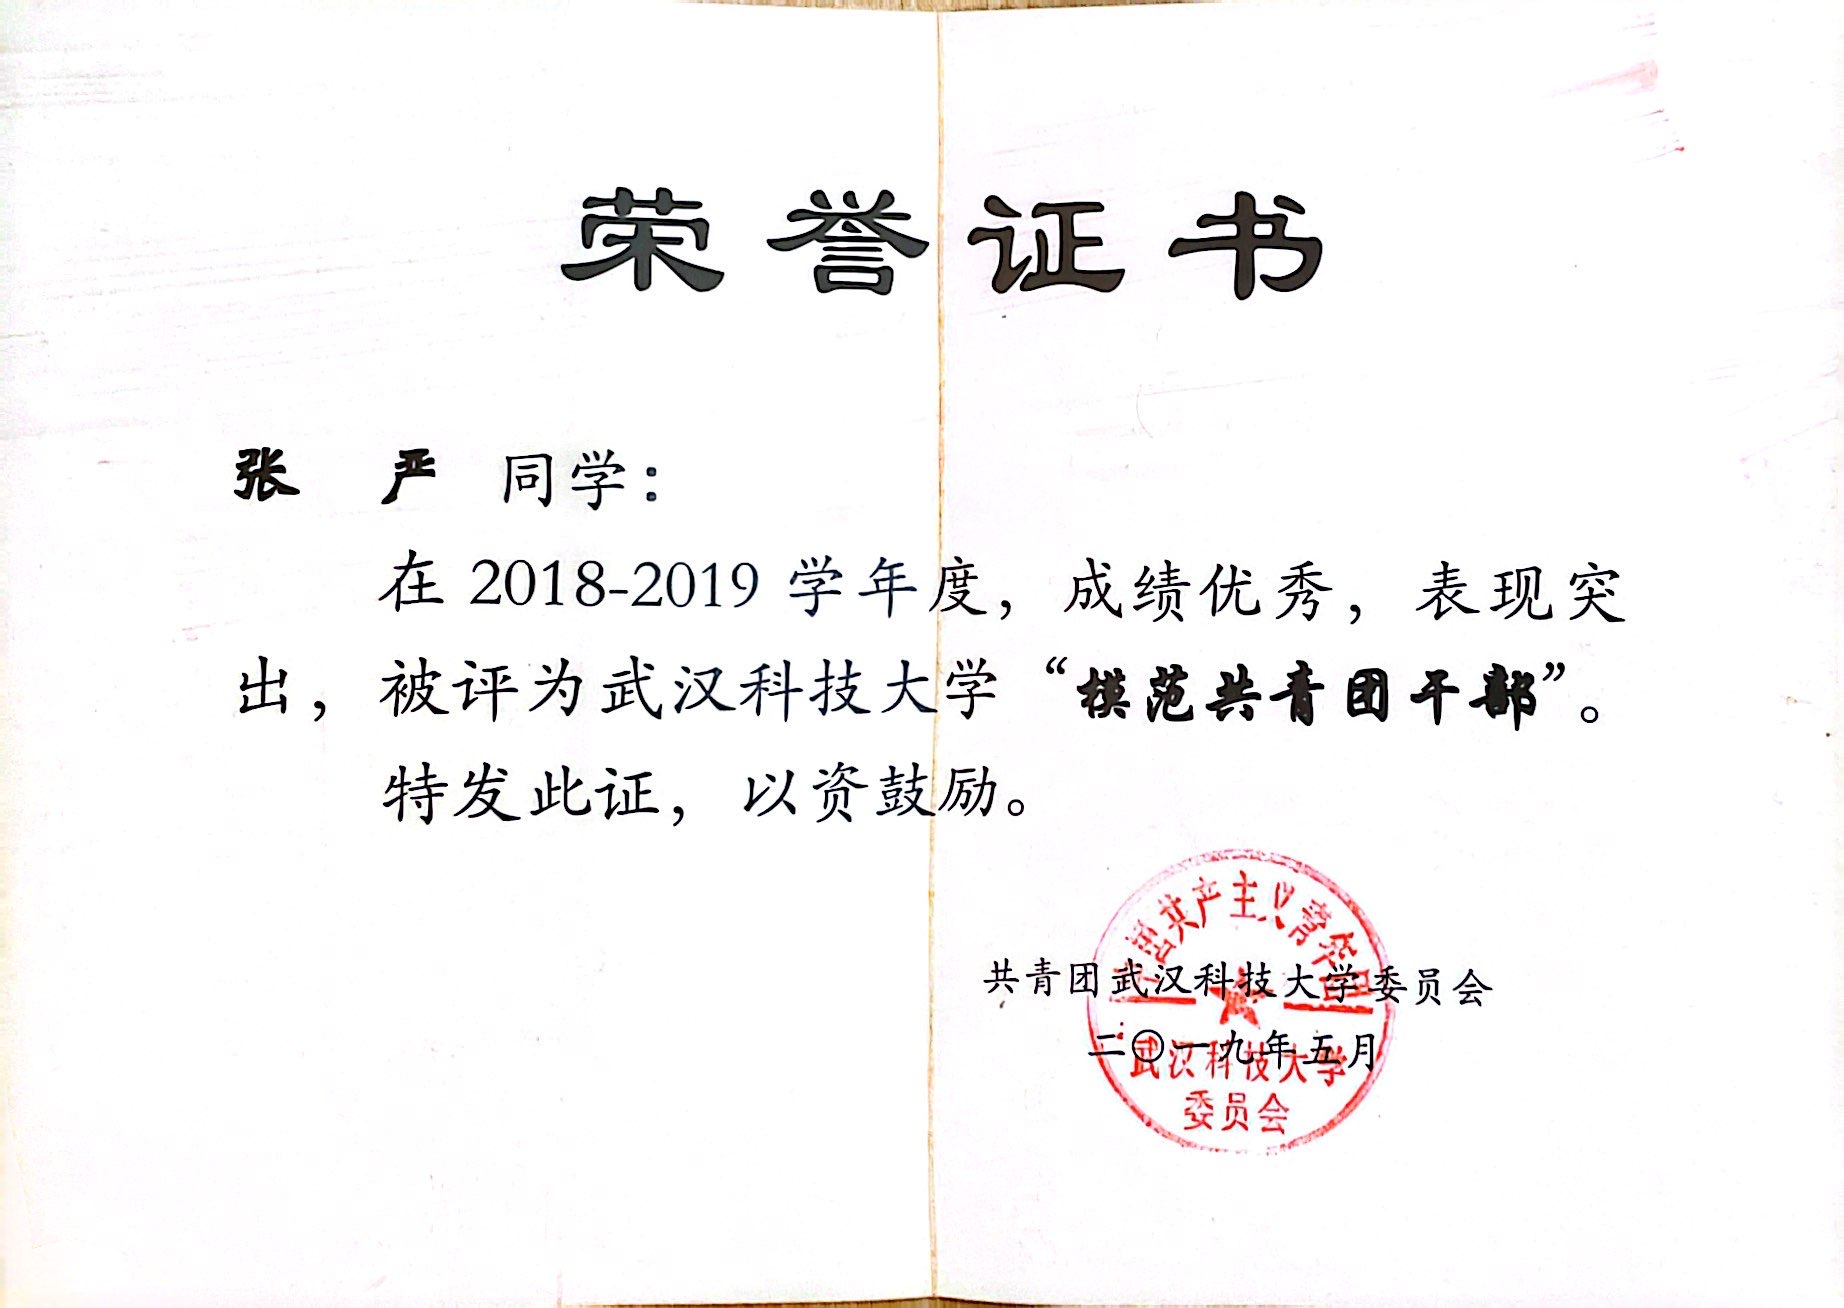 荣誉证书
张 严 同学：
在 2018-2019 学年度，成绩优秀，表现突
出，被评为武汉科技大学“模范共青团干部”。
特发此证，以资鼓励。
共青团武汉科技大学委员会
二〇一九年五月
中国共产主义青年团
武汉科技大学
委员会